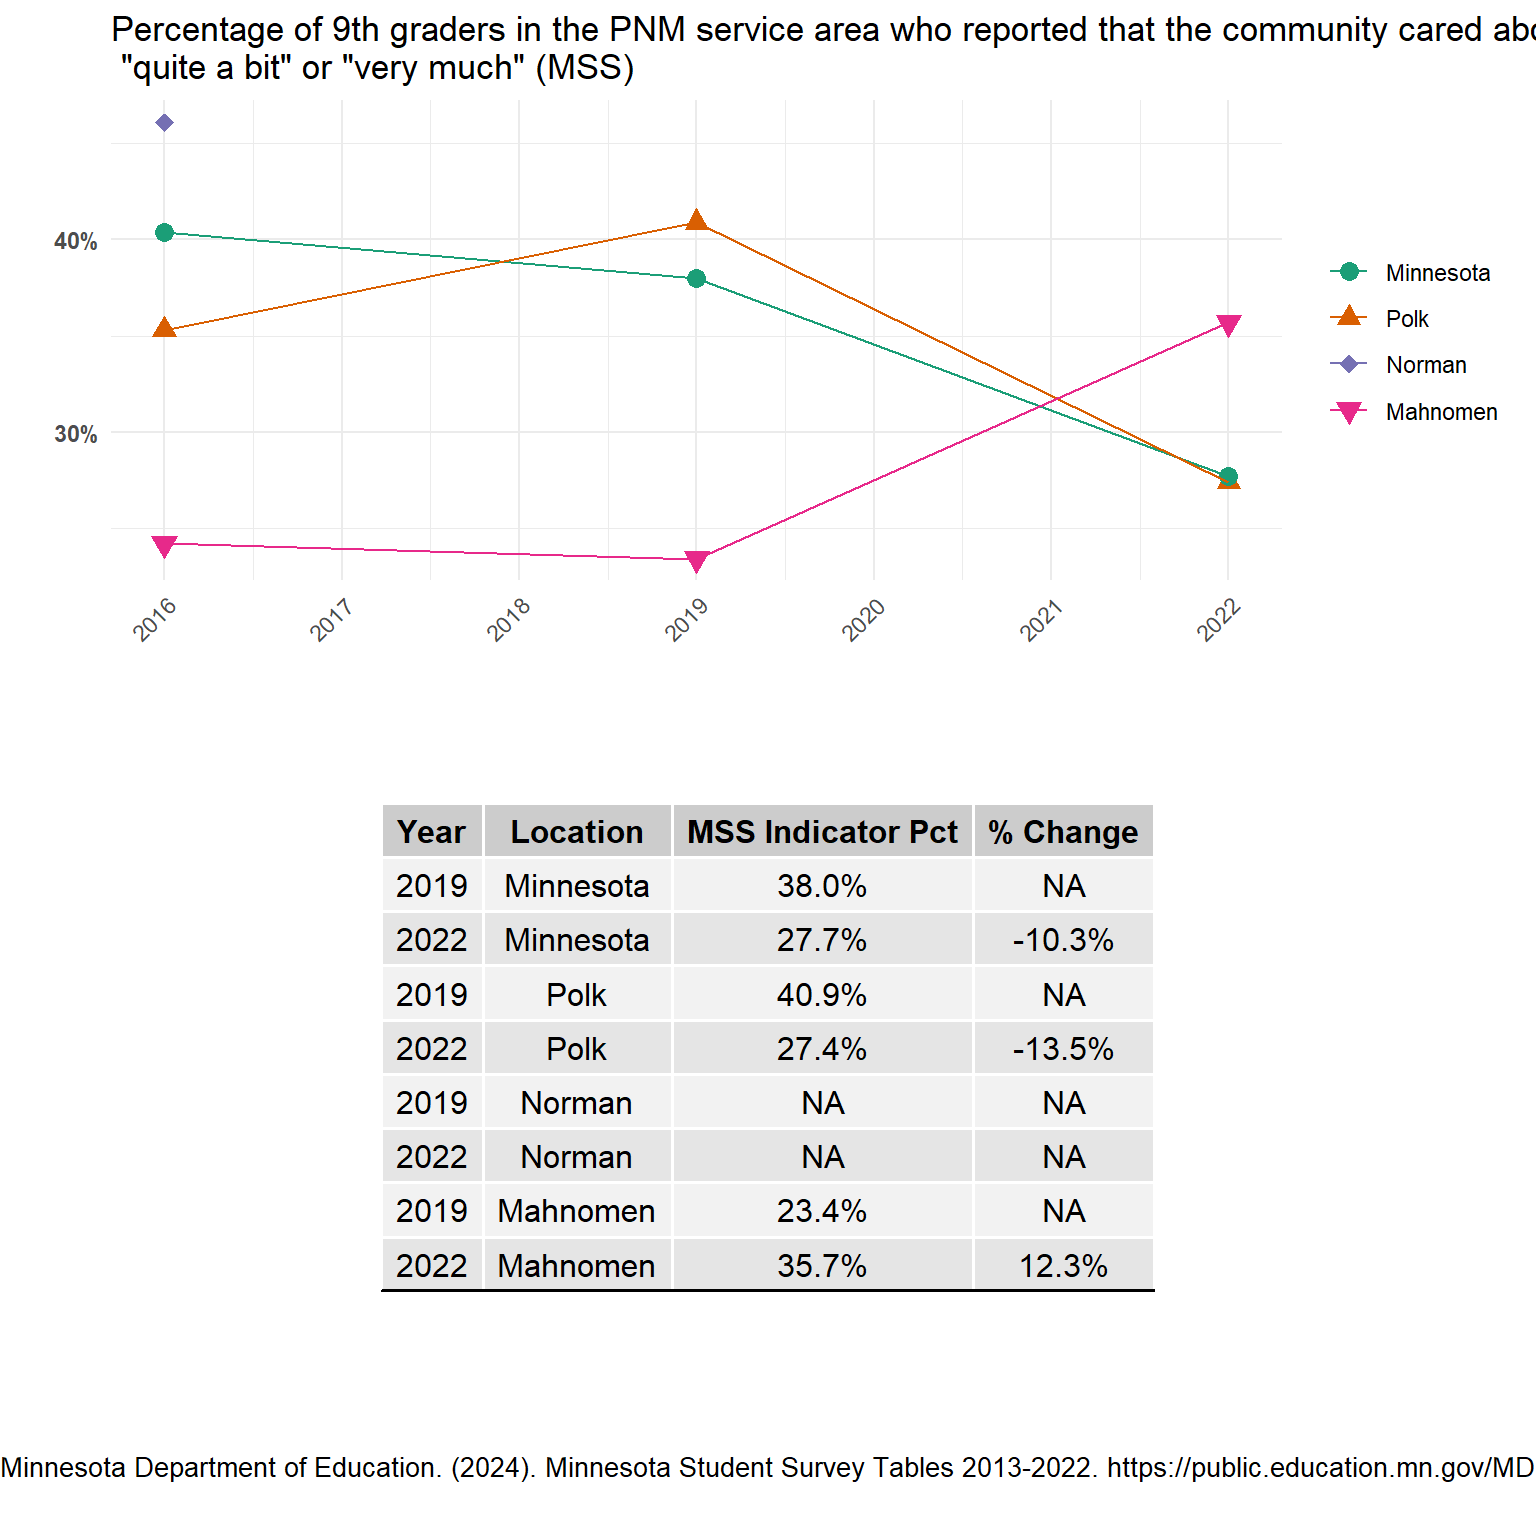 Percentage of 9th graders in the PNM service area who reported that the community cared
"quite a bit" or "very much" (MSS)
40%
30%
2016 2017 2018 2019 2020 2021 2022
Minnesota
Polk
Norman
Mahnomen
Year Location MSS Indicator Pct % Change
2019 Minnesota 38.0% NA
2022 Minnesota 27.7% -10.3%
2019 Polk 40.9% NA
2022 Polk 27.4% -13.5%
2019 Norman NA NA
2022 Norman NA NA
2019 Mahnomen 23.4% NA
2022 Mahnomen 35.7% 12.3%
Minnesota Department of Education. (2024). Minnesota Student Survey Tables 2013-2022. https://public.education.mn.gov/MD